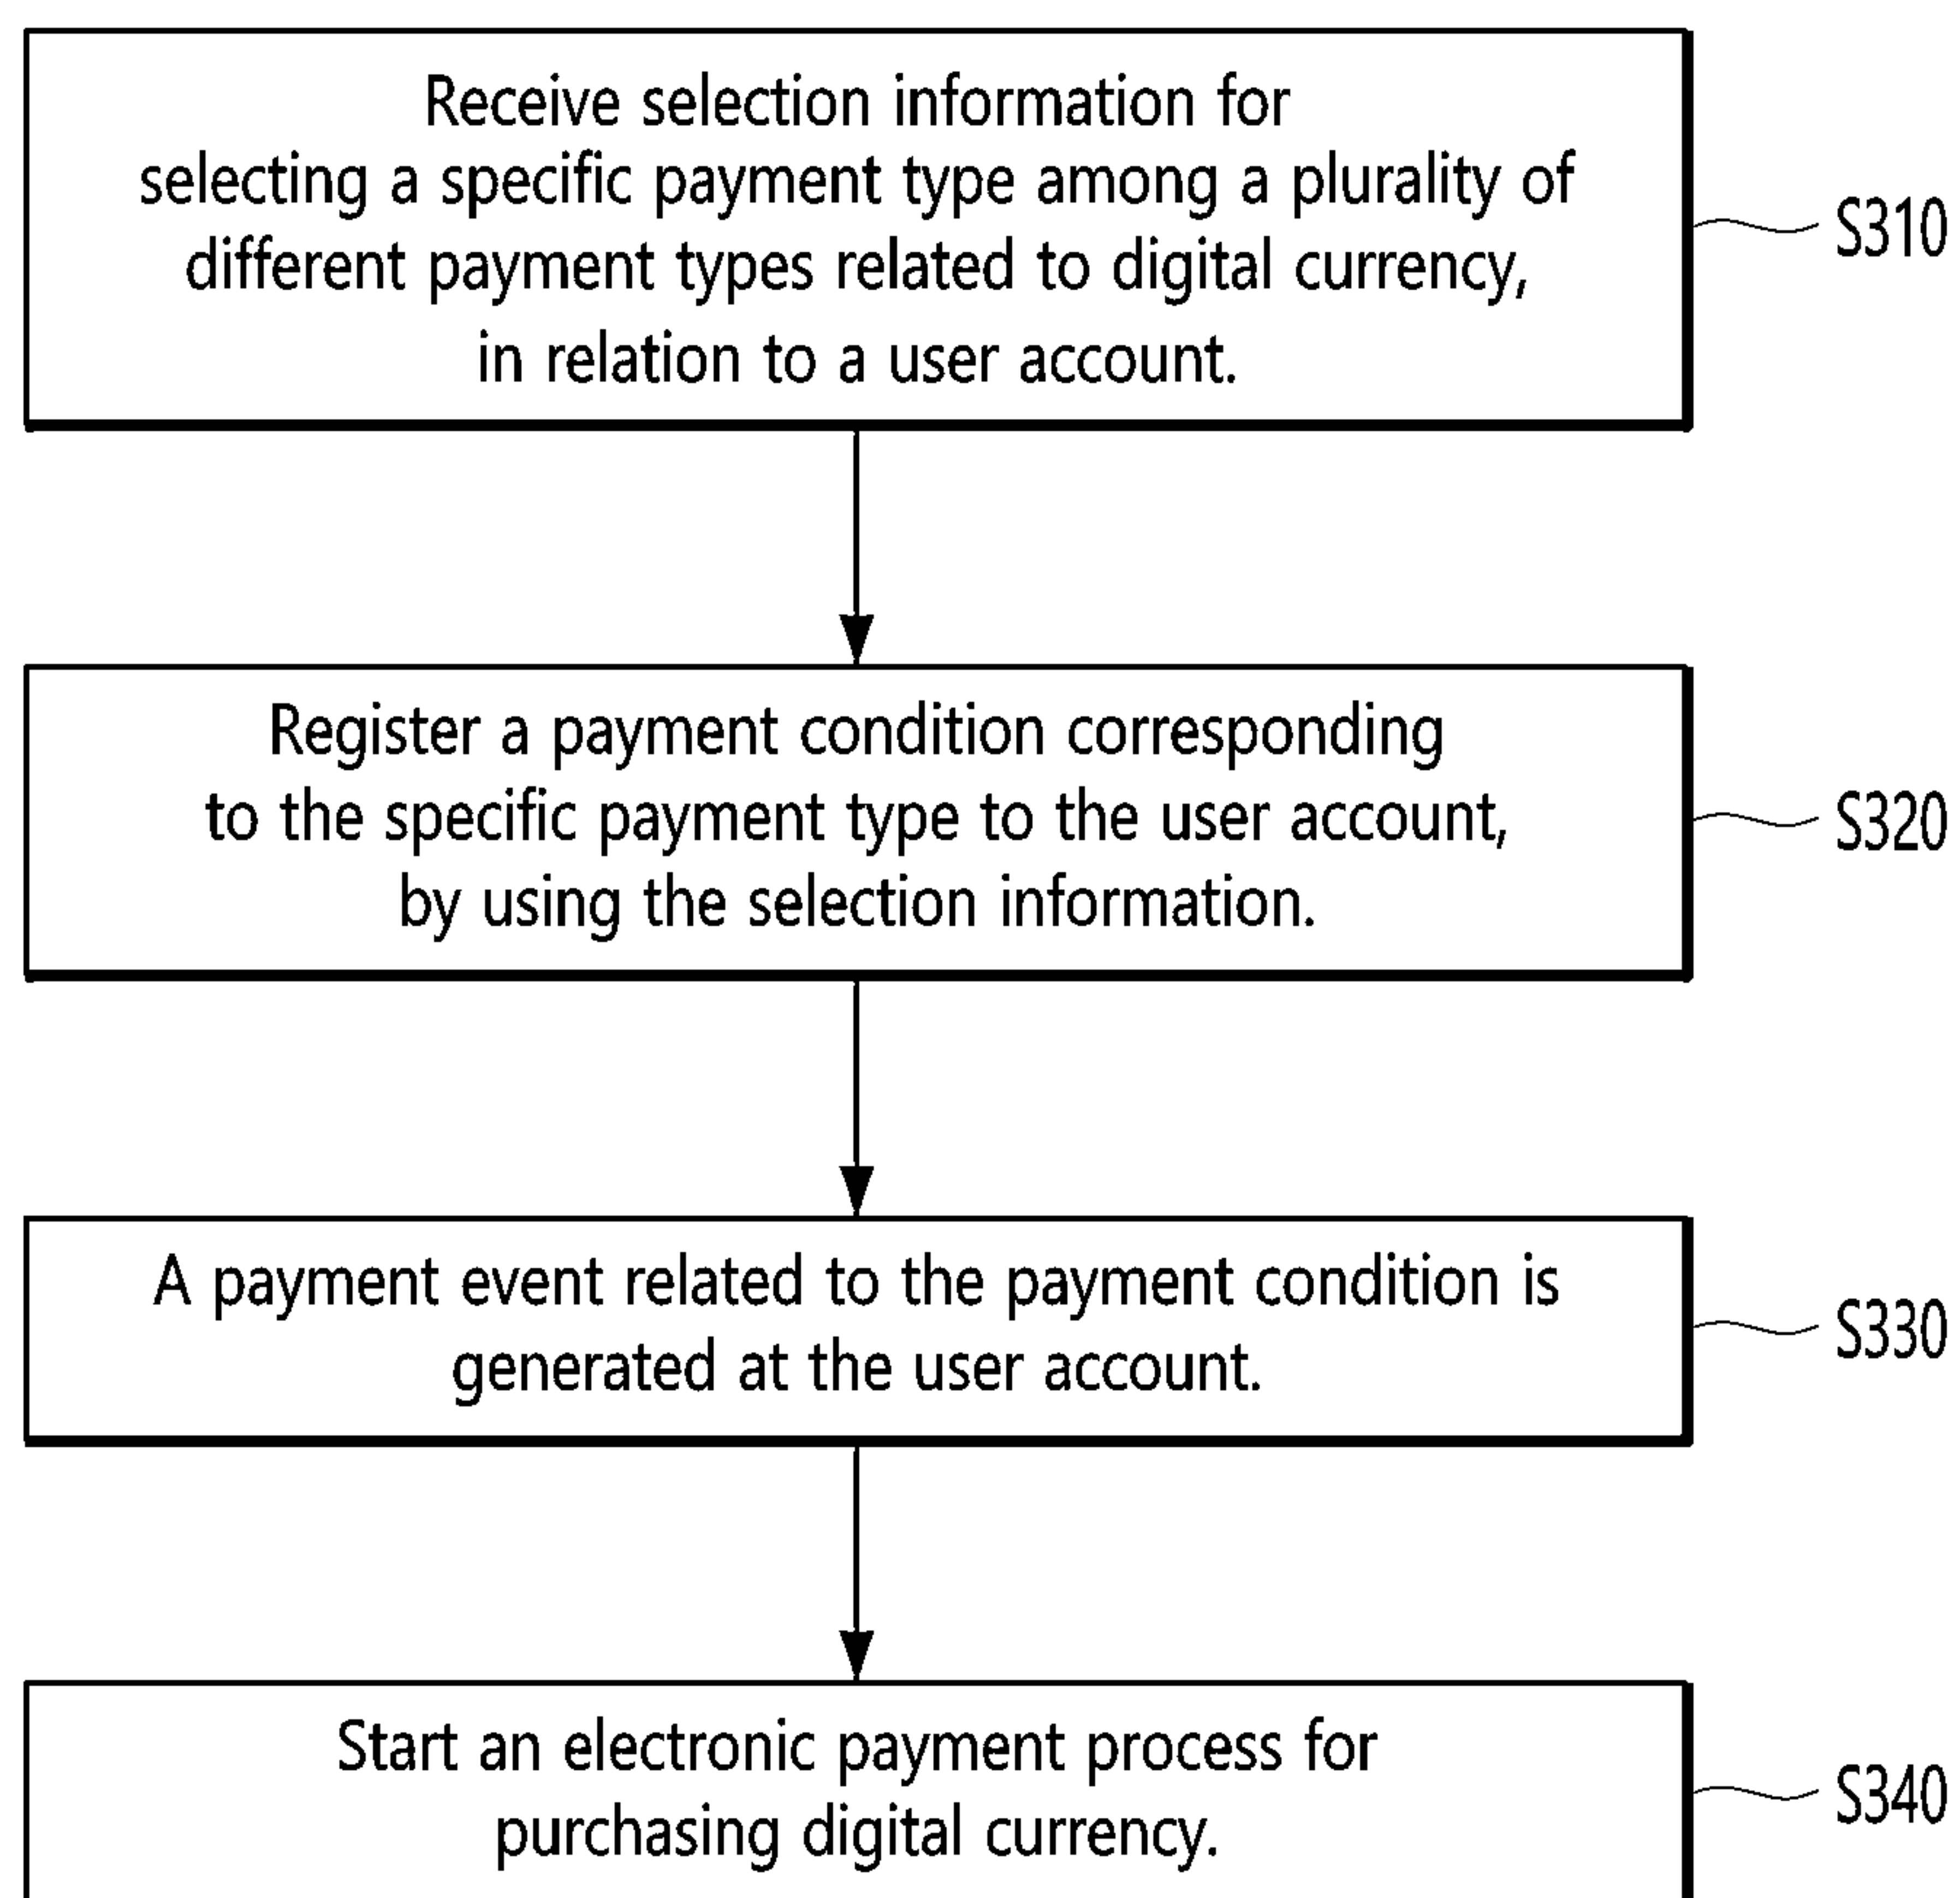 Receive selection information for
selecting a specific payment type among a plurality of
different payment types related to digital currency,
in relation to a user account.
S310
Register a payment condition corresponding
to the specific payment type to the user account,
by using the selection information.
S320
A payment event related to the payment condition is
generated at the user account.
S330
Start an electronic payment process for
purchasing digital currency.
S340